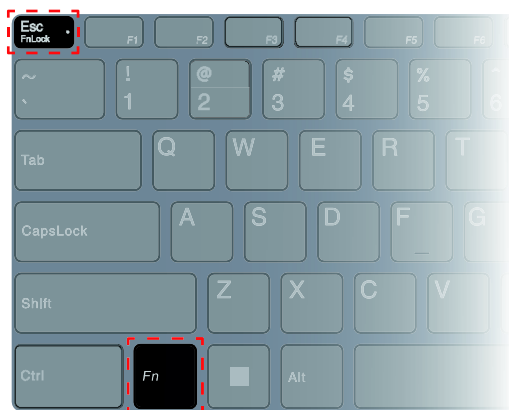 Esc
FnLock
F1 F2 F3 F4 F5 F6
~ ! @ # $ % ^
` 1 2 3 4 5 6
Tab Q W E R T
CapsLock A S D F G
Shift Z X C V
Ctrl Fn Alt